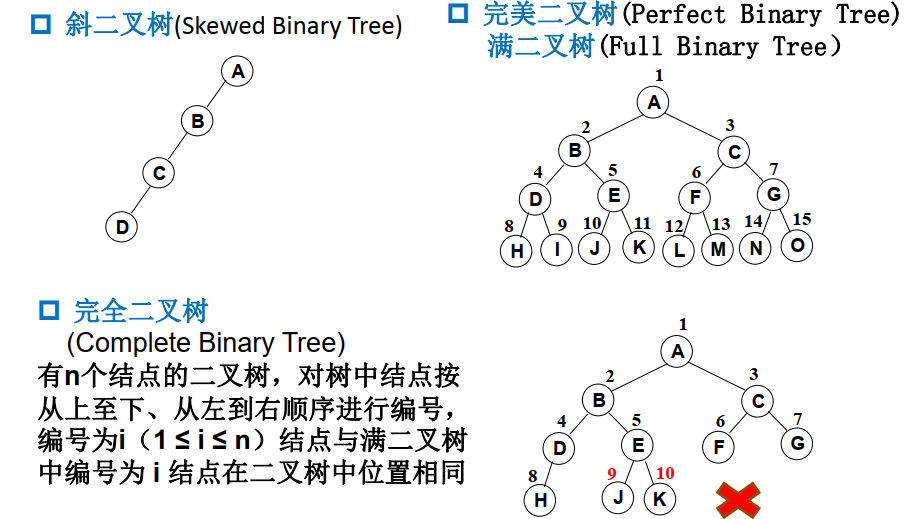 斜二叉树(Skewed Binary Tree)
A
B
C
D
完美二叉树(Perfect Binary Tree)
满二叉树(Full Binary Tree)
1
A
2 3
B C
4 5 6 7
D E F G
8 9 10 11 12 13 14 15
H I J K L M N O
完全二叉树
(Complete Binary Tree)
有n个结点的二叉树，对树中结点按
从上至下、从左到右顺序进行编号，
编号为i（1 ≤ i ≤ n）结点与满二叉树
中编号为 i 结点在二叉树中位置相同
1
A
2 3
B C
4 5 6 7
D E F G
8 9 10
H J K